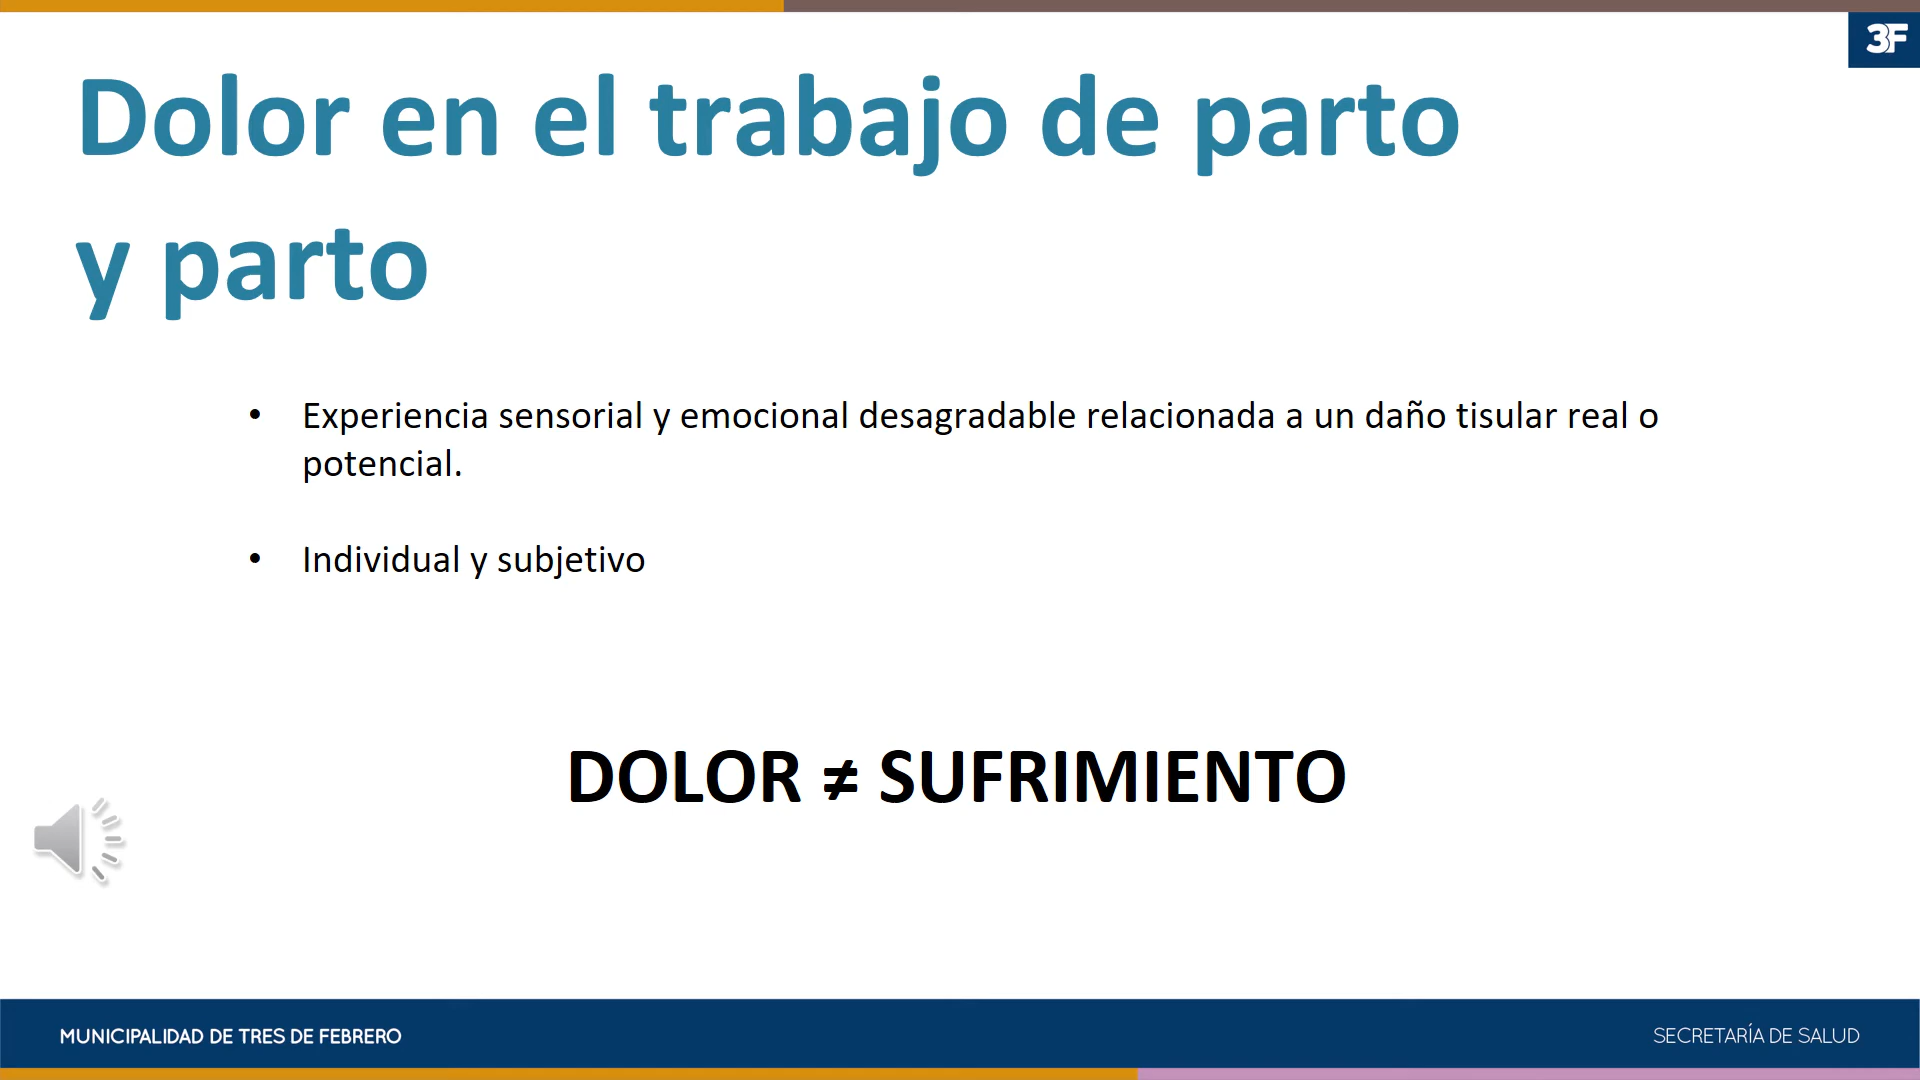 3F
Dolor en el trabajo de parto
y parto
• Experiencia sensorial y emocional desagradable relacionada a un daño tisular real o
potencial.
• Individual y subjetivo
DOLOR ≠ SUFRIMIENTO
MUNICIPALIDAD DE TRES DE FEBRERO
SECRETARÍA DE SALUD